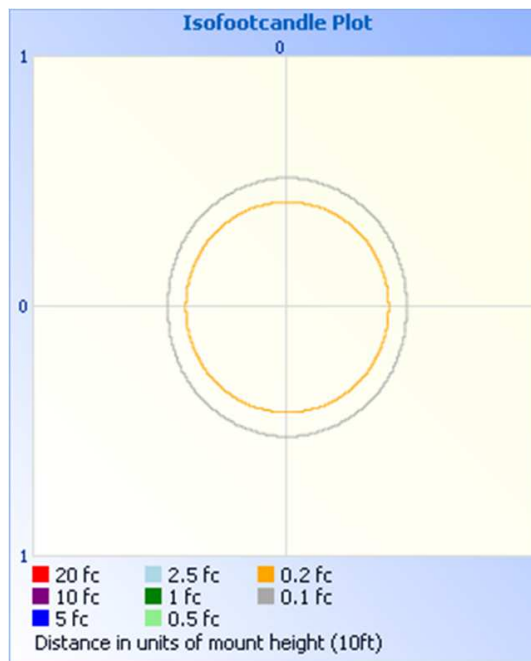 Isofootcandle Plot
0
1
0
1
20 fc 2.5 fc 0.2 fc
10 fc 1 fc 0.1 fc
5 fc 0.5 fc
Distance in units of mount height (10ft)